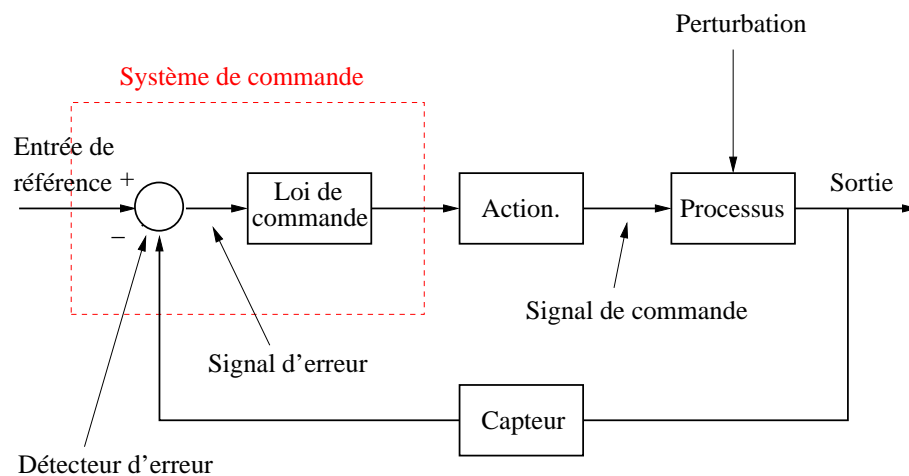 Perturbation
Système de commande
Entrée de
référence
+
−
Loi de
commande
Action.
Processus
Sortie
Signal de commande
Signal d’erreur
Capteur
Détecteur d’erreur